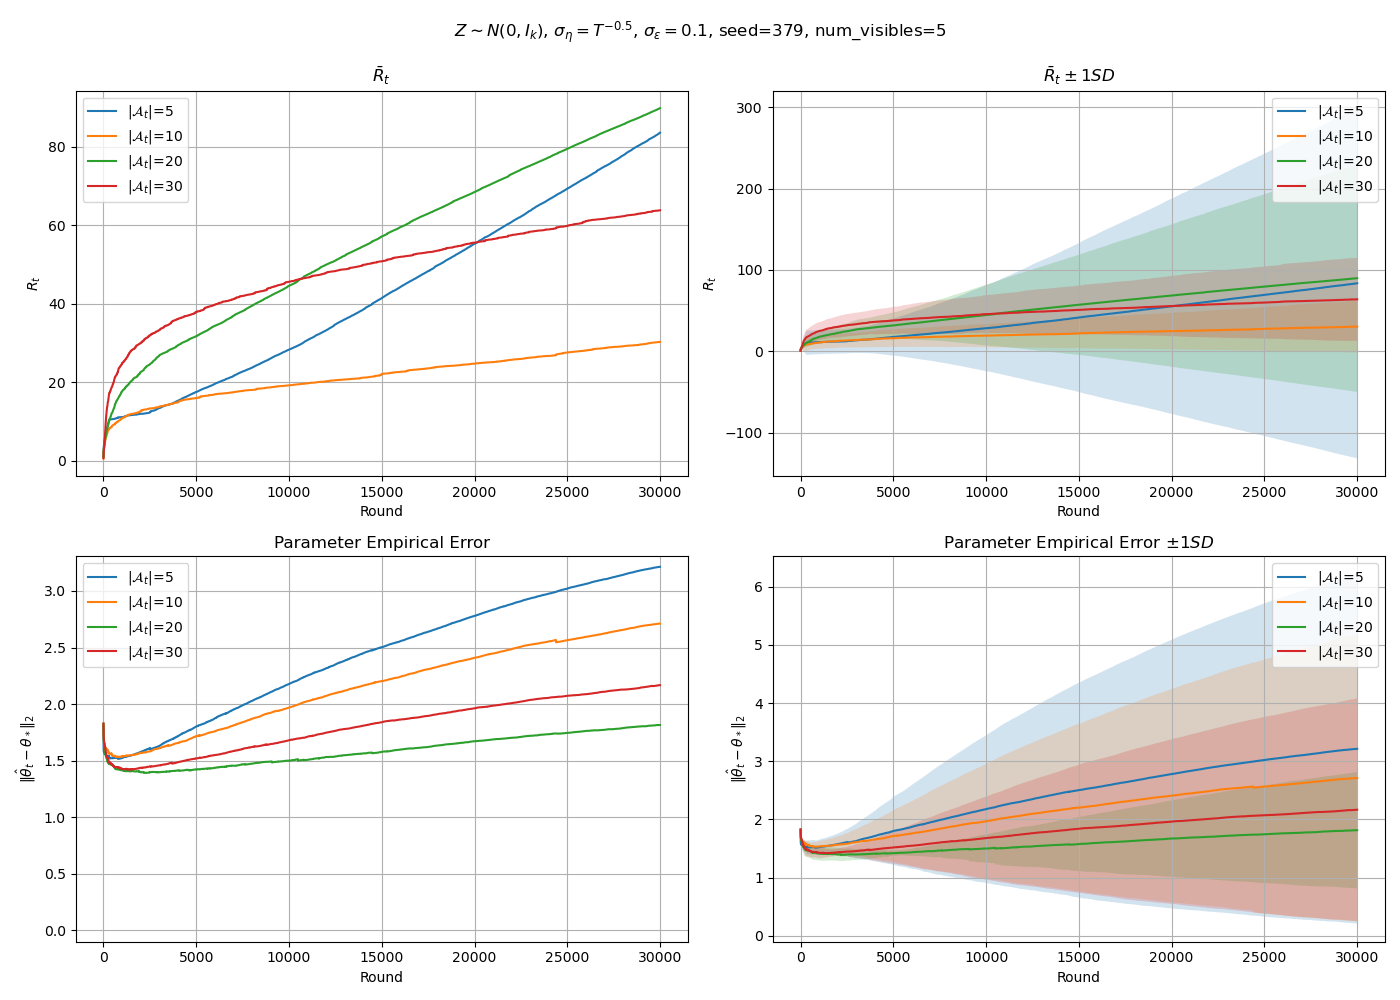 Z ∼ N(0, I_k), σ_η = T^{−0.5}, σ_ε = 0.1, seed=379, num_visibles=5
R̄_t
R_t
80
60
40
20
0
|𝒜_t|=5
|𝒜_t|=10
|𝒜_t|=20
|𝒜_t|=30
0 5000 10000 15000 20000 25000 30000
Round
R̄_t ± 1SD
R_t
300
200
100
0
−100
|𝒜_t|=5
|𝒜_t|=10
|𝒜_t|=20
|𝒜_t|=30
0 5000 10000 15000 20000 25000 30000
Round
Parameter Empirical Error
‖θ̂_t − θ_*‖_2
3.0
2.5
2.0
1.5
1.0
0.5
0.0
|𝒜_t|=5
|𝒜_t|=10
|𝒜_t|=20
|𝒜_t|=30
0 5000 10000 15000 20000 25000 30000
Round
Parameter Empirical Error ±1SD
‖θ̂_t − θ_*‖_2
6
5
4
3
2
1
0
|𝒜_t|=5
|𝒜_t|=10
|𝒜_t|=20
|𝒜_t|=30
0 5000 10000 15000 20000 25000 30000
Round